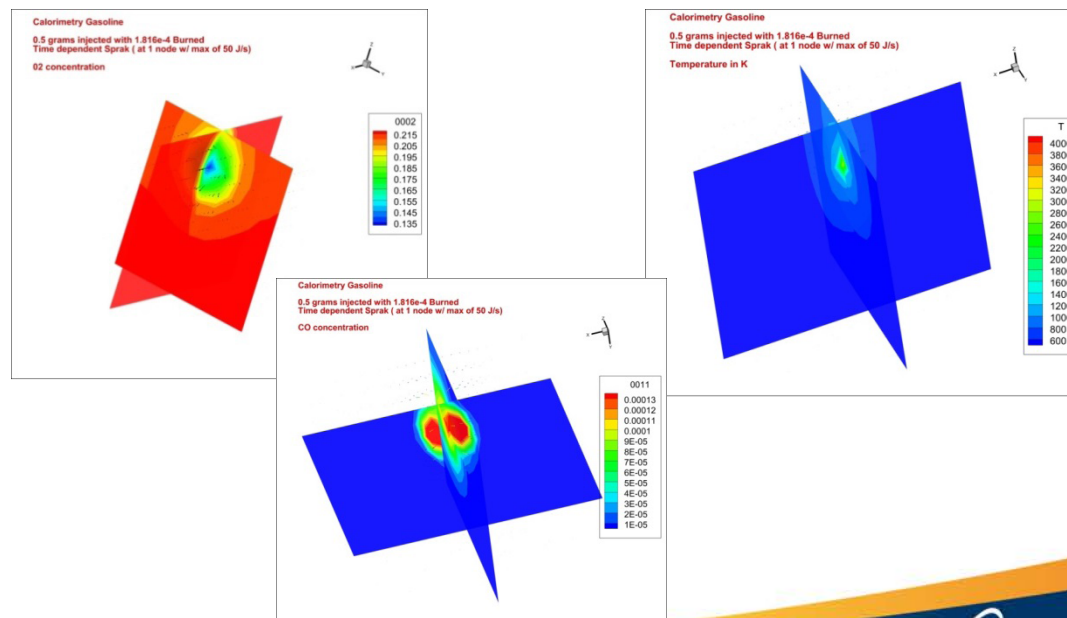 Calorimetry Gasoline
0.5 grams injected with 1.816e-4 Burned
Time dependent Sprak ( at 1 node w/ max of 50 J/s)
02 concentration
Z
X
Y
0002
0.215
0.205
0.195
0.185
0.175
0.165
0.155
0.145
0.135
Calorimetry Gasoline
0.5 grams injected with 1.816e-4 Burned
Time dependent Sprak ( at 1 node w/ max of 50 J/s)
Temperature in K
Z
X
Y
T
4000
3800
3600
3400
3200
3000
2800
2600
2400
2200
2000
1800
1600
1400
1200
1000
800
600
Calorimetry Gasoline
0.5 grams injected with 1.816e-4 Burned
Time dependent Sprak ( at 1 node w/ max of 50 J/s)
CO concentration
Z
X
Y
0011
0.00013
0.00012
0.00011
0.0001
9E-05
8E-05
7E-05
6E-05
5E-05
4E-05
3E-05
2E-05
1E-05